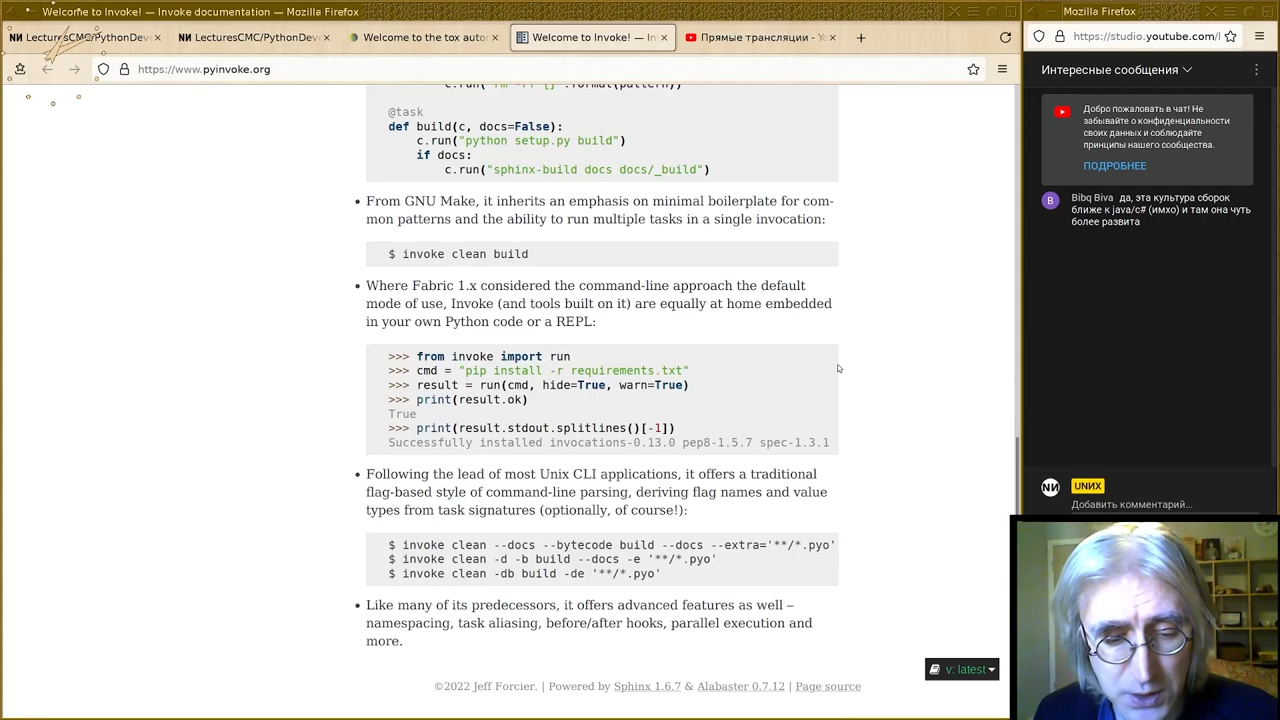 Welcome to Invoke! — Invoke documentation — Mozilla Firefox
Mozilla Firefox
LecturesCMC/PythonDeve
LecturesCMC/PythonDeve
Welcome to the tox autom
Welcome to Invoke! — In
Прямые трансляции - Yo
https://www.pyinvoke.org
https://studio.youtube.com/l
@task
def build(c, docs=False):
c.run("python setup.py build")
if docs:
c.run("sphinx-build docs docs/_build")
• From GNU Make, it inherits an emphasis on minimal boilerplate for com-
mon patterns and the ability to run multiple tasks in a single invocation:
$ invoke clean build
• Where Fabric 1.x considered the command-line approach the default
mode of use, Invoke (and tools built on it) are equally at home embedded
in your own Python code or a REPL:
>>> from invoke import run
>>> cmd = "pip install -r requirements.txt"
>>> result = run(cmd, hide=True, warn=True)
>>> print(result.ok)
True
>>> print(result.stdout.splitlines()[-1])
Successfully installed invocations-0.13.0 pep8-1.5.7 spec-1.3.1
• Following the lead of most Unix CLI applications, it offers a traditional
flag-based style of command-line parsing, deriving flag names and value
types from task signatures (optionally, of course!):
$ invoke clean --docs --bytecode build --docs --extra='**/*.pyo'
$ invoke clean -d -b build --docs -e '**/*.pyo'
$ invoke clean -db build -de '**/*.pyo'
• Like many of its predecessors, it offers advanced features as well –
namespacing, task aliasing, before/after hooks, parallel execution and
more.
v: latest
©2022 Jeff Forcier. | Powered by Sphinx 1.6.7 & Alabaster 0.7.12 | Page source
Интересные сообщения
Добро пожаловать в чат! Не
забывайте о конфиденциальности
своих данных и соблюдайте
принципы нашего сообщества.
ПОДРОБНЕЕ
B
Bibq Biva да, эта культура сборок
ближе к java/c# (имхо) и там она чуть
более развита
UNИX
Добавить комментарий...